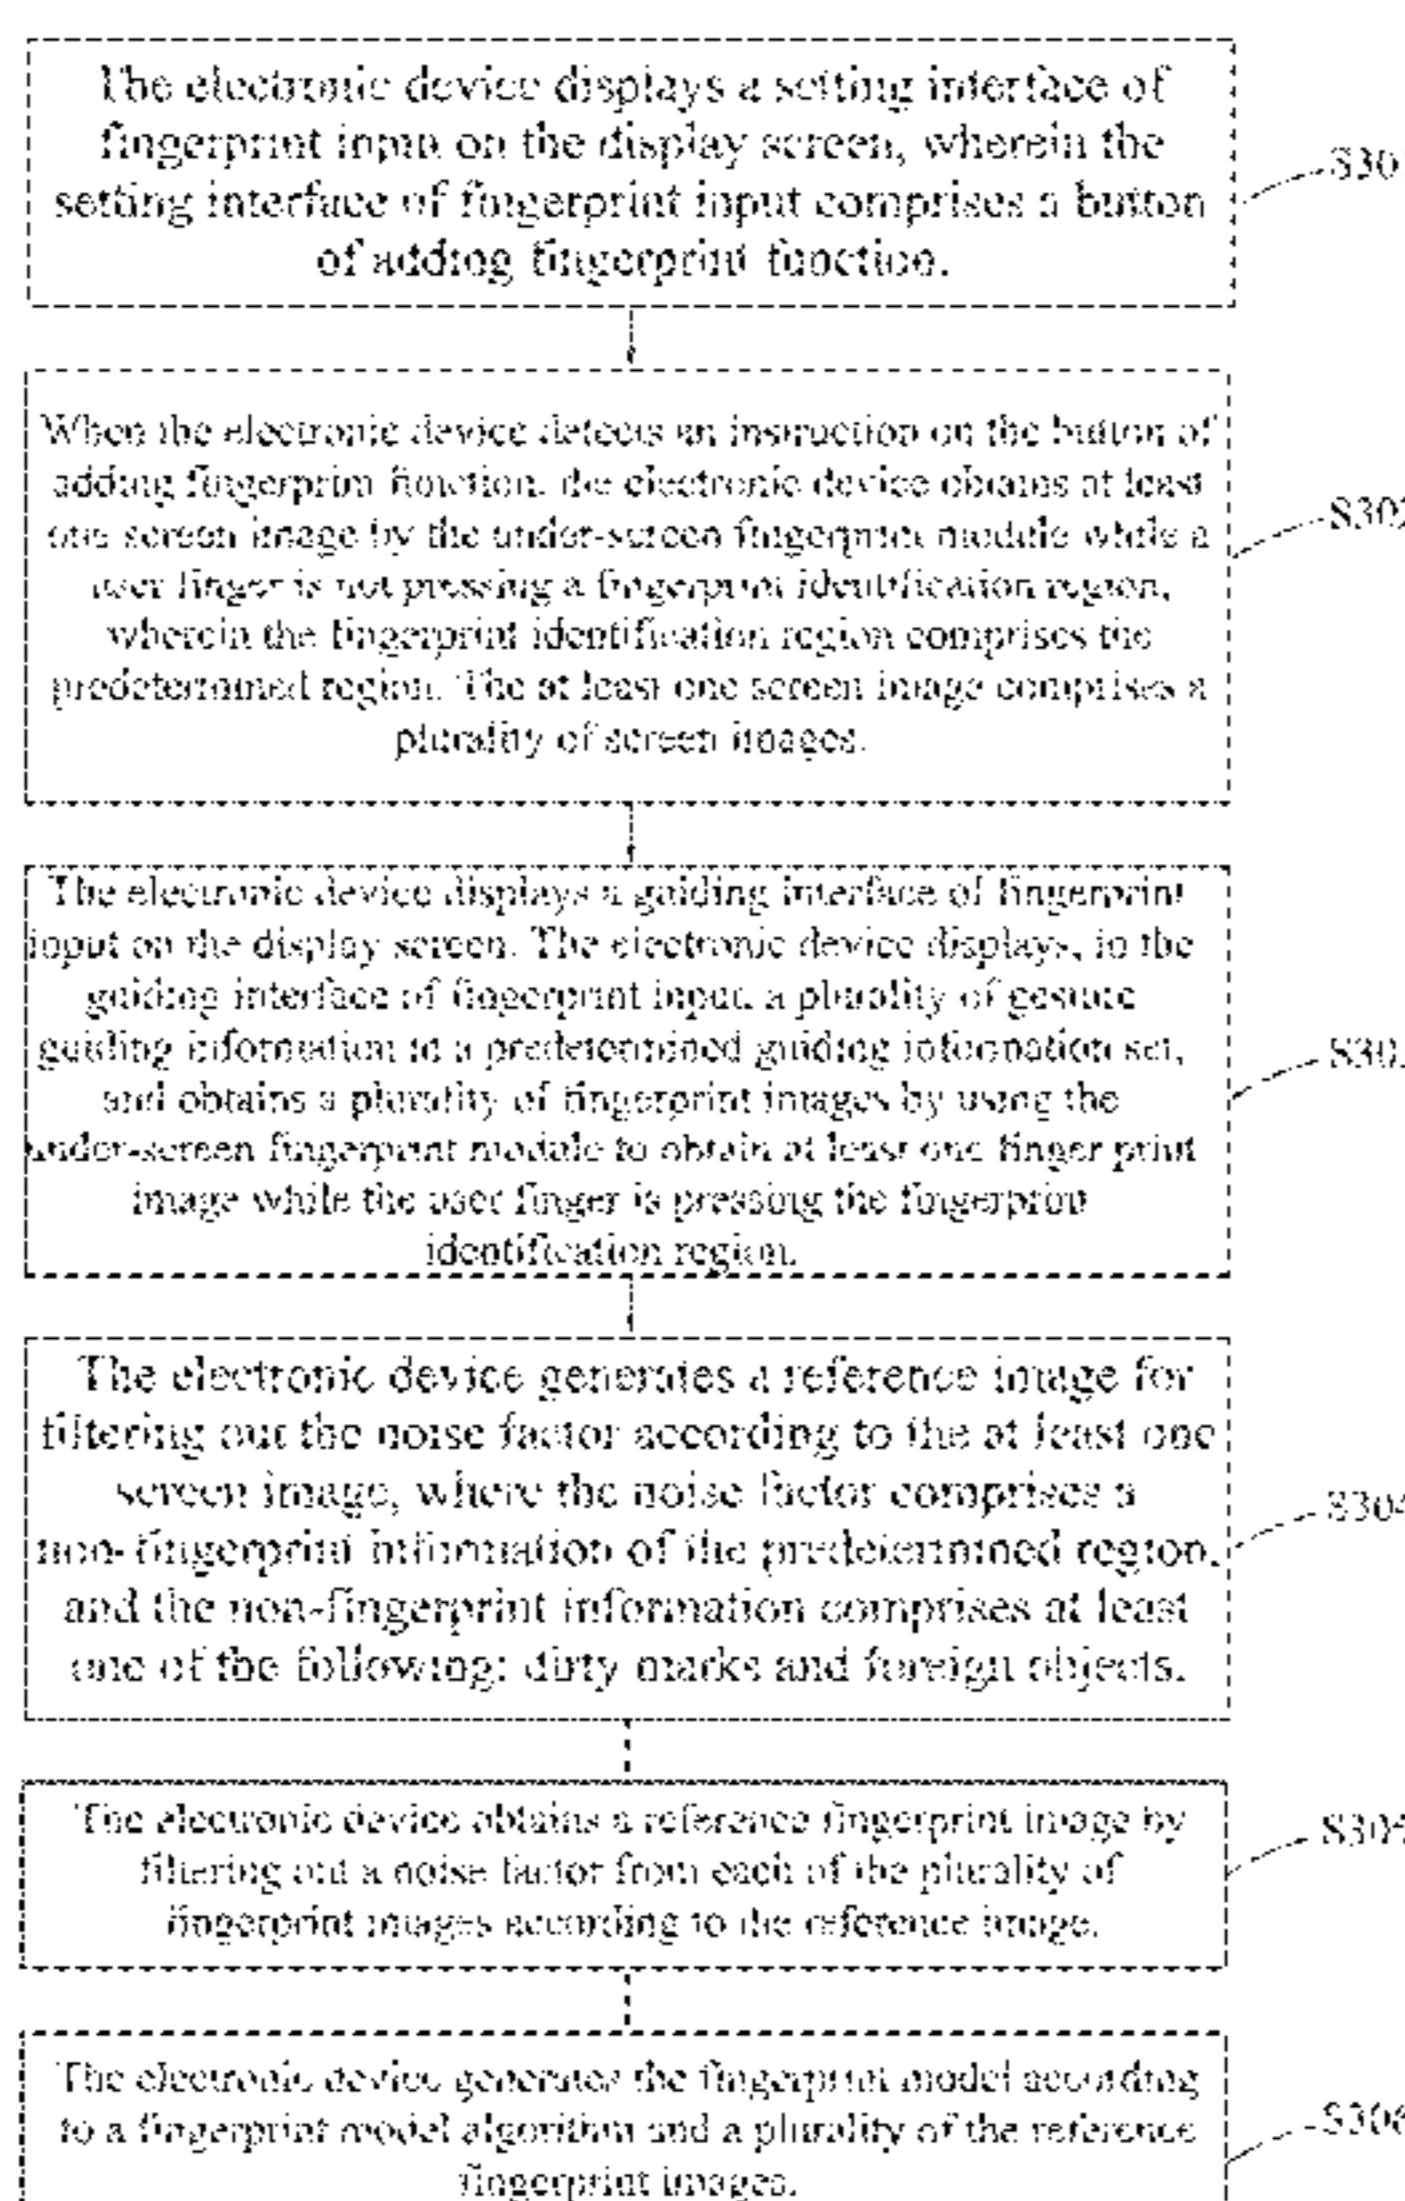 The electronic device displays a setting interface of
fingerprint input on the display screen, wherein the
setting interface of fingerprint input comprises a button
of adding fingerprint function.
S301
When the electronic device detects an instruction on the button of
adding fingerprint function, the electronic device obtains at least
one screen image by the under-screen fingerprint module while a
user finger is not pressing a fingerprint identification region,
wherein the fingerprint identification region comprises the
predetermined region. The at least one screen image comprises a
plurality of screen images.
S302
The electronic device displays a guiding interface of fingerprint
input on the display screen. The electronic device displays, in the
guiding interface of fingerprint input, a plurality of gesture
guiding information in a predetermined guiding information set,
and obtains a plurality of fingerprint images by using the
under-screen fingerprint module to obtain at least one finger print
image while the user finger is pressing the fingerprint
identification region.
S303
The electronic device generates a reference image for
filtering out the noise factor according to the at least one
screen image, where the noise factor comprises a
non-fingerprint information of the predetermined region,
and the non-fingerprint information comprises at least
one of the following: dirty marks and foreign objects.
S304
The electronic device obtains a reference fingerprint image by
filtering out a noise factor from each of the plurality of
fingerprint images according to the reference image.
S305
The electronic device generates the fingerprint model according
to a fingerprint model algorithm and a plurality of the reference
fingerprint images.
S306